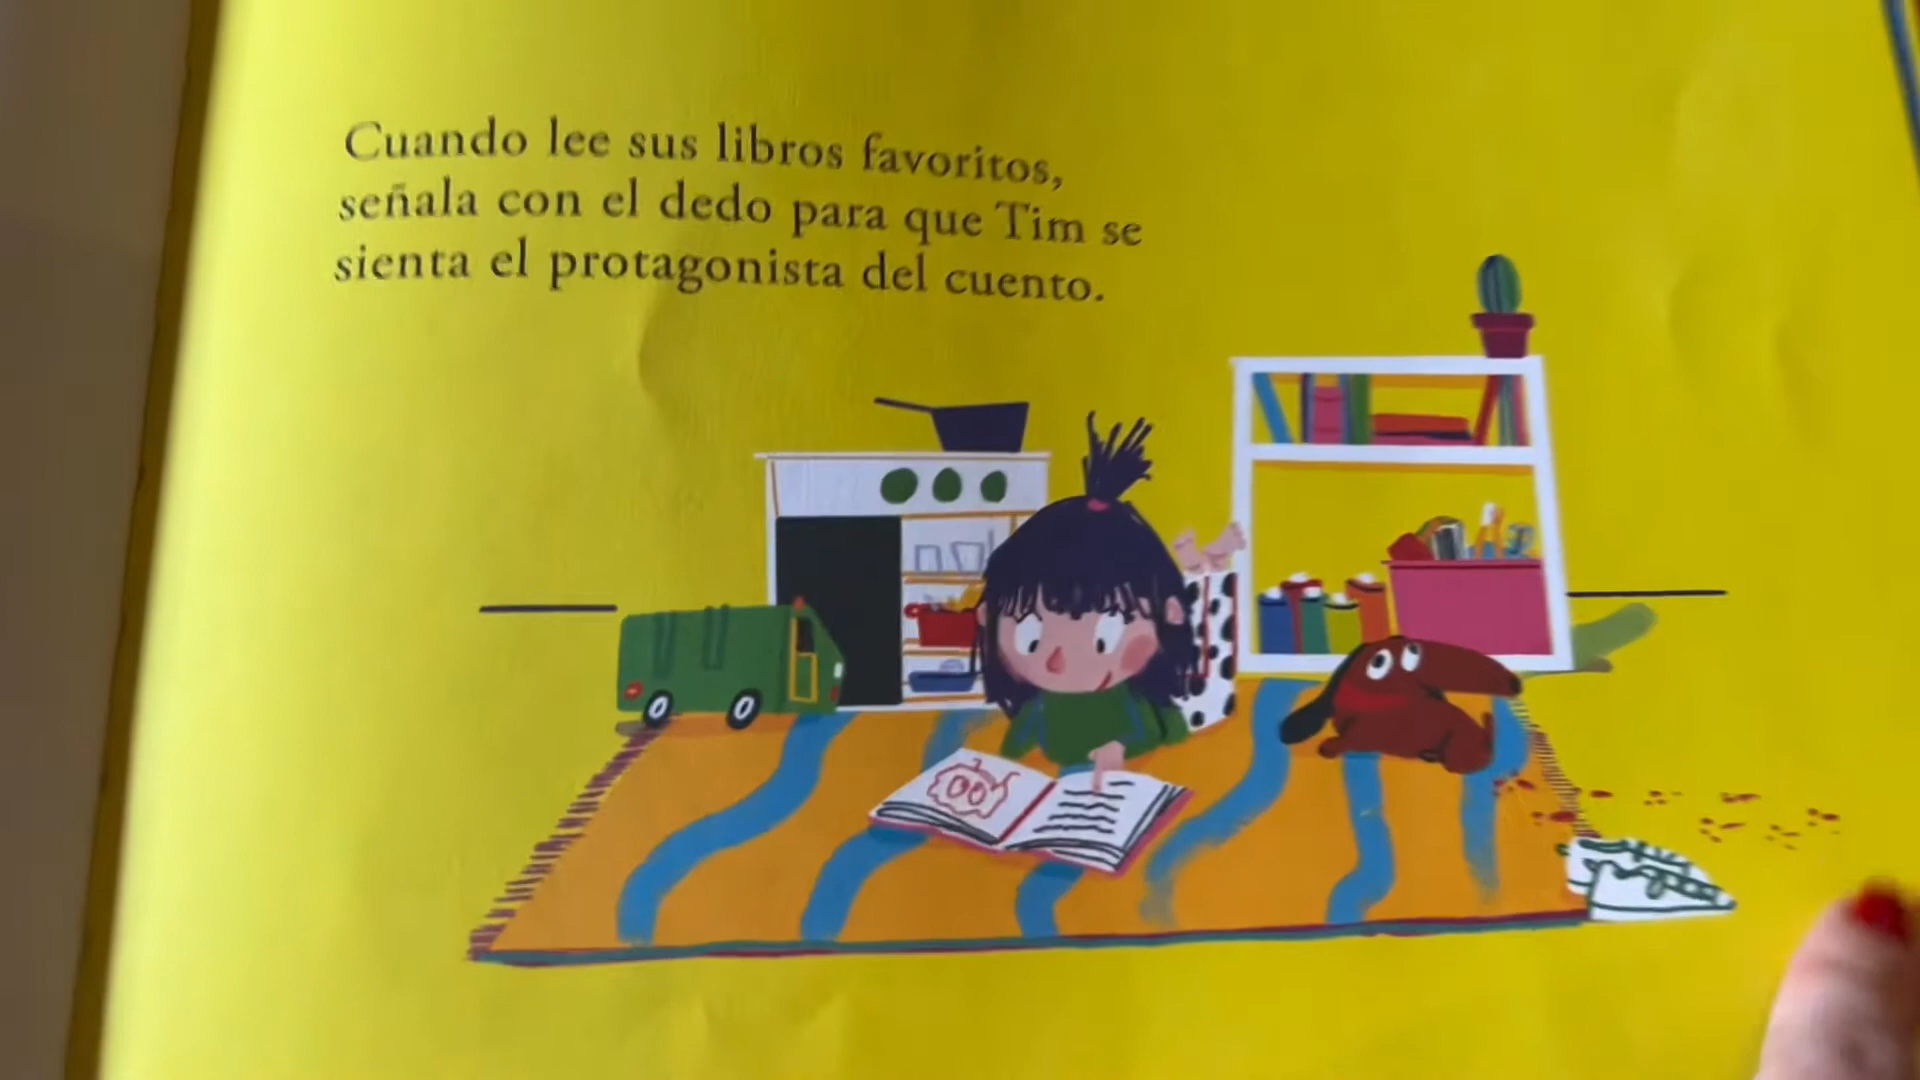 Cuando lee sus libros favoritos,
señala con el dedo para que Tim se
sienta el protagonista del cuento.